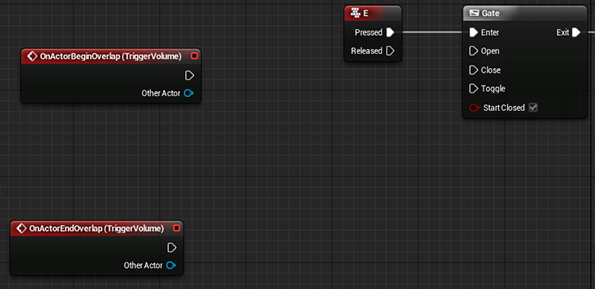 E
Pressed
Released
Gate
Enter
Exit
Open
Close
Toggle
Start Closed
OnActorBeginOverlap (TriggerVolume)
Other Actor
OnActorEndOverlap (TriggerVolume)
Other Actor